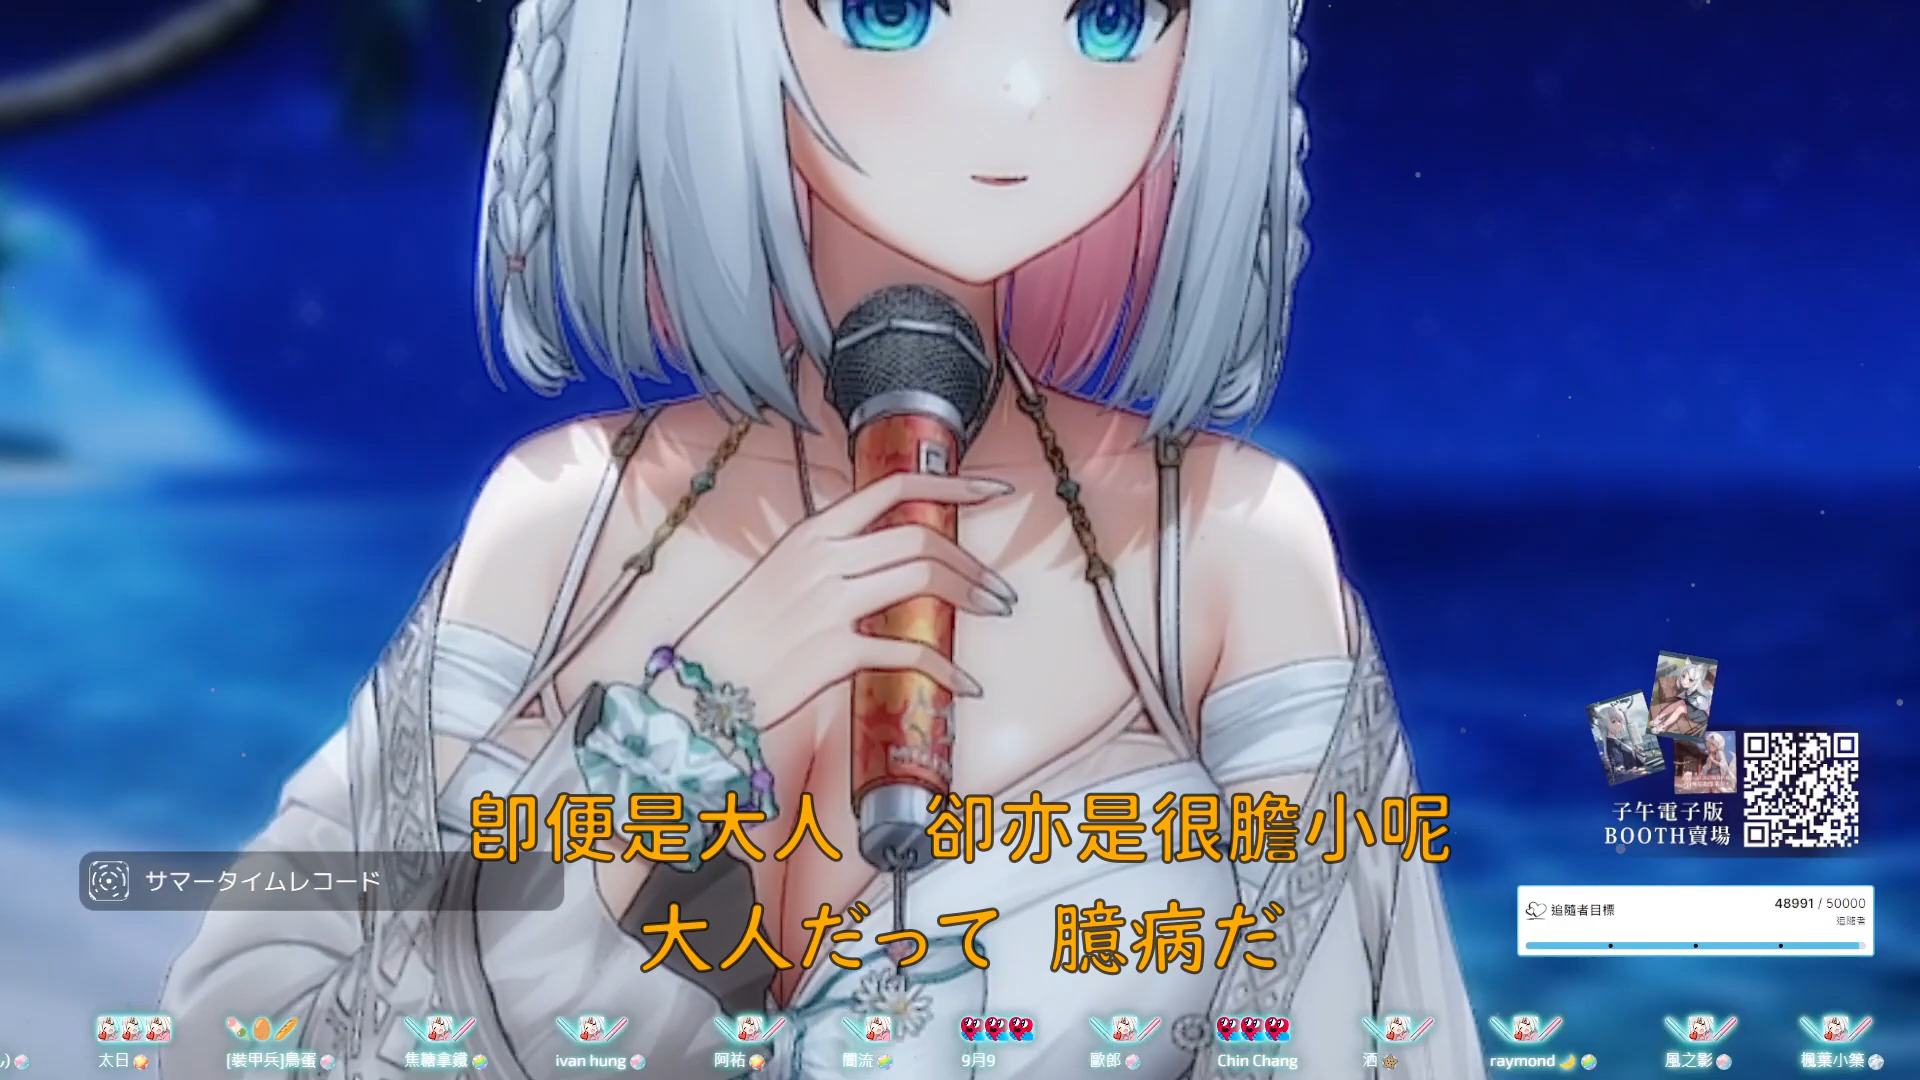 即便是大人　卻亦是很膽小呢
大人だって　臆病だ
サマータイムレコード
子午電子版
BOOTH賣場
追隨者目標
48991 / 50000
追隨者
太日
[裝甲兵]鳥蛋
焦糖拿鐵
ivan hung
阿祐
闇流
9月9
歐郎
Chin Chang
洒
raymond
風之影
楓葉小築